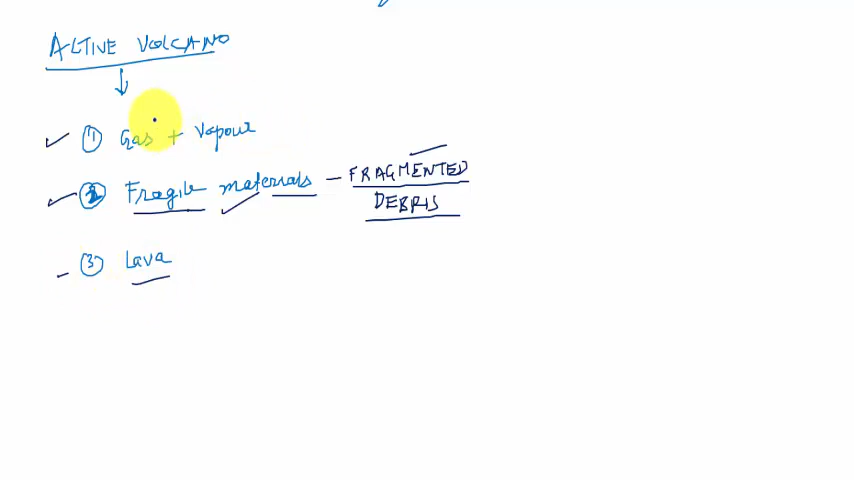 ACTIVE VOLCANO
↓
① Gas + Vapour
② Fragile materials – FRAGMENTED
DEBRIS
③ Lava